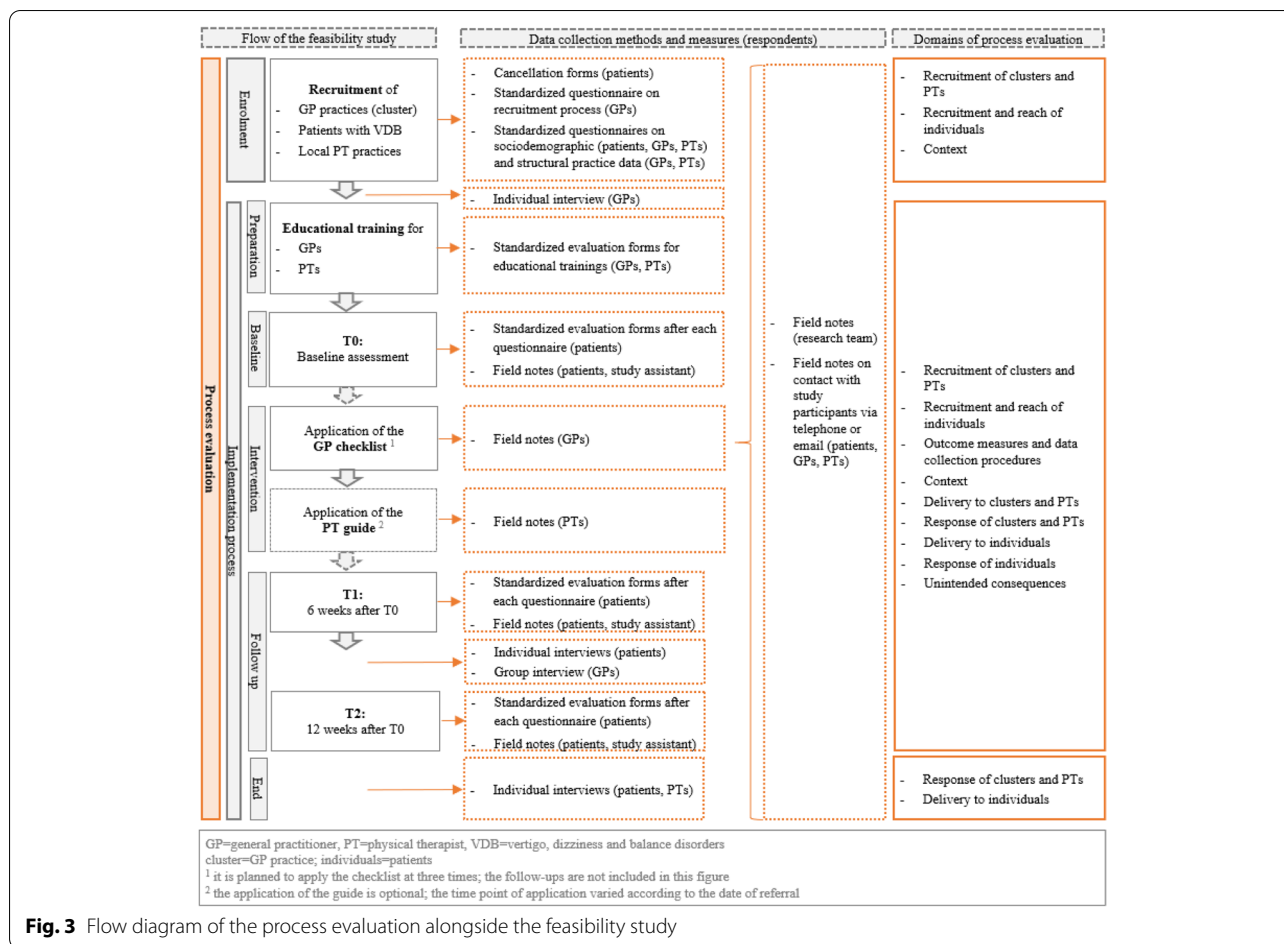 Flow of the feasibility study
Data collection methods and measures (respondents)
Domains of process evaluation
Process evaluation
Enrolment
Recruitment of
- GP practices (cluster)
- Patients with VDB
- Local PT practices
- Cancellation forms (patients)
- Standardized questionnaire on
recruitment process (GPs)
- Standardized questionnaires on
sociodemographic (patients, GPs, PTs)
and structural practice data (GPs, PTs)
- Recruitment of clusters and
PTs
- Recruitment and reach of
individuals
- Context
- Individual interview (GPs)
Implementation process
Preparation
Educational training for
- GPs
- PTs
- Standardized evaluation forms for
educational trainings (GPs, PTs)
Baseline
T0:
Baseline assessment
- Standardized evaluation forms after each
questionnaire (patients)
- Field notes (patients, study assistant)
Intervention
Application of the
GP checklist 1
- Field notes (GPs)
Application of the
PT guide 2
- Field notes (PTs)
Follow up
T1:
6 weeks after T0
- Standardized evaluation forms after
each questionnaire (patients)
- Field notes (patients, study assistant)
- Individual interviews (patients)
- Group interview (GPs)
T2:
12 weeks after T0
- Standardized evaluation forms after
each questionnaire (patients)
- Field notes (patients, study assistant)
End
- Individual interviews (patients, PTs)
- Field notes
(research team)
- Field notes on
contact with
study
participants via
telephone or
email (patients,
GPs, PTs)
- Recruitment of clusters and
PTs
- Recruitment and reach of
individuals
- Outcome measures and data
collection procedures
- Context
- Delivery to clusters and PTs
- Response of clusters and PTs
- Delivery to individuals
- Response of individuals
- Unintended consequences
- Response of clusters and PTs
- Delivery to individuals
GP=general practitioner, PT=physical therapist, VDB=vertigo, dizziness and balance disorders
cluster=GP practice; individuals=patients
1 it is planned to apply the checklist at three times; the follow-ups are not included in this figure
2 the application of the guide is optional; the time point of application varied according to the date of referral
Fig. 3 Flow diagram of the process evaluation alongside the feasibility study